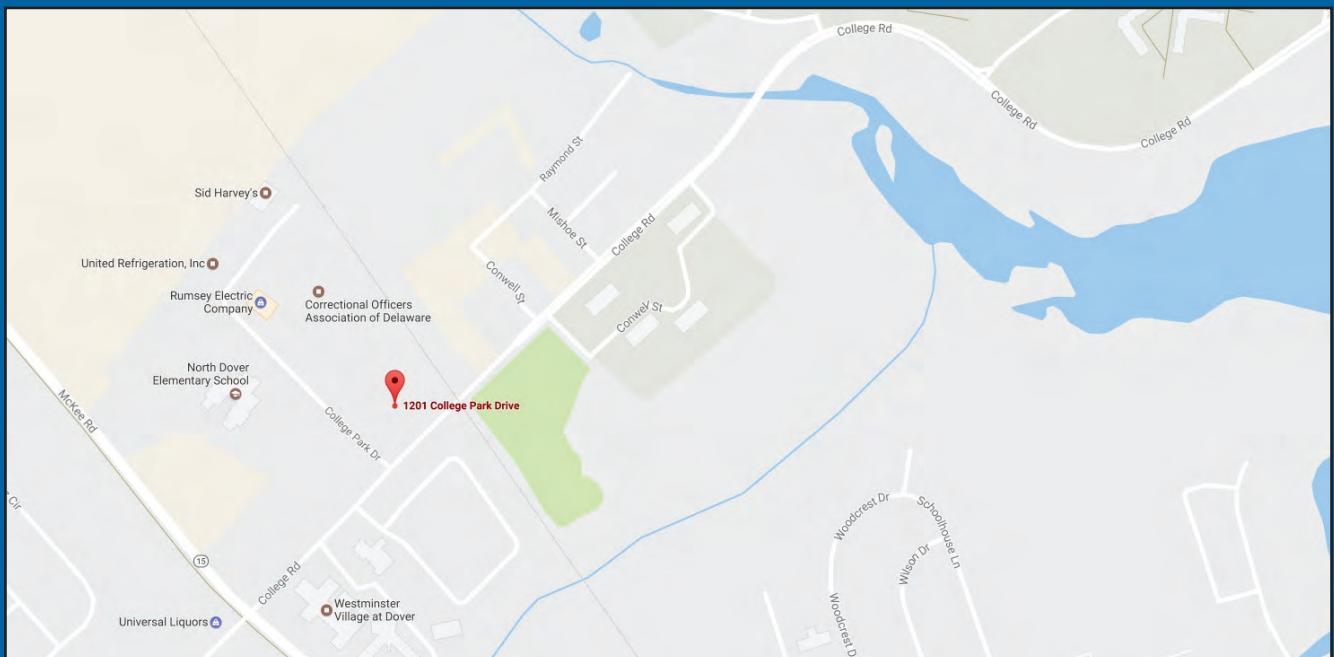 College Rd
College Rd
College Rd
Raymond St
Sid Harvey's
Mishoe St
College Rd
United Refrigeration, Inc
Conwell St
Rumsey Electric
Company
Correctional Officers
Association of Delaware
Conwell St
North Dover
Elementary School
McKee Rd
1201 College Park Drive
College Park Dr
Cir
Woodcrest Dr
Schoolhouse Ln
Wilson Dr
15
College Rd
Westminster
Village at Dover
Universal Liquors
Woodcrest D